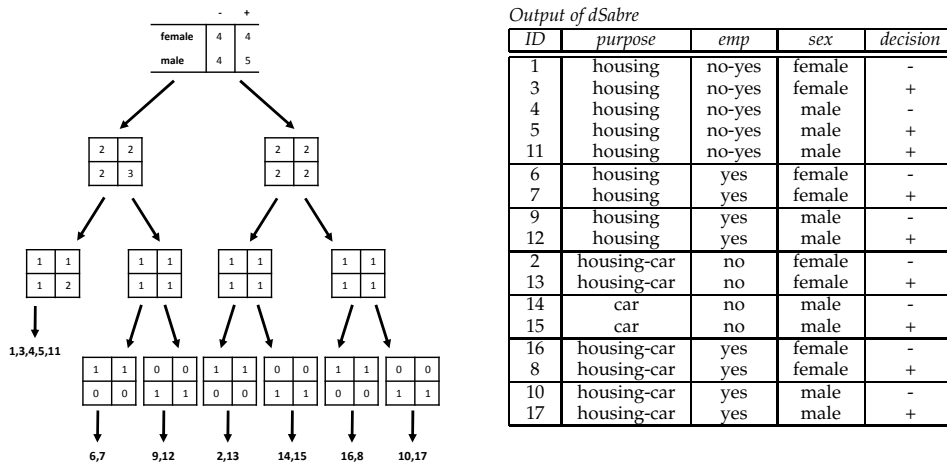 - +
female 4 4
male 4 5
2 2 2 2
2 3 2 2
1 1 1 1 1 1 1 1
1 2 1 1 1 1 1 1
1,3,4,5,11
1 1 0 0 1 1 0 0 1 1 0 0
0 0 1 1 0 0 1 1 0 0 1 1
6,7 9,12 2,13 14,15 16,8 10,17
Output of dSabre
ID purpose emp sex decision
1 housing no-yes female -
3 housing no-yes female +
4 housing no-yes male -
5 housing no-yes male +
11 housing no-yes male +
6 housing yes female -
7 housing yes female +
9 housing yes male -
12 housing yes male +
2 housing-car no female -
13 housing-car no female +
14 car no male -
15 car no male +
16 housing-car yes female -
8 housing-car yes female +
10 housing-car yes male -
17 housing-car yes male +